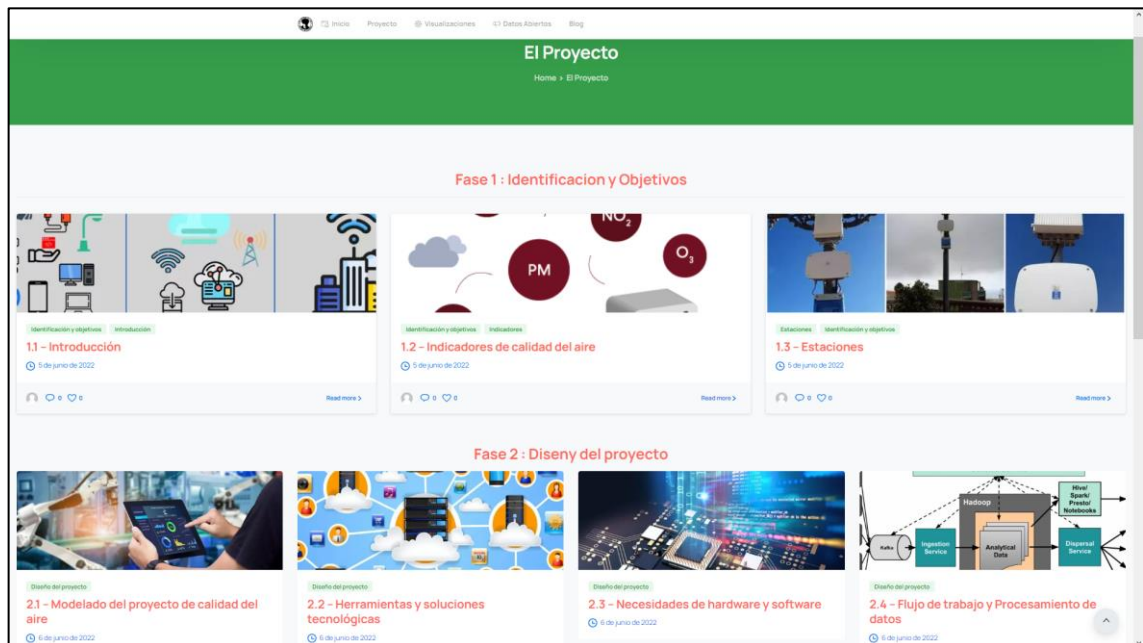 Inicio Proyecto Visualizaciones Datos Abiertos Blog
El Proyecto
Home > El Proyecto
Fase 1 : Identificacion y Objetivos
PM
NO2
O3
Identificación y objetivos Introducción
1.1 – Introducción
5 de junio de 2022
0 0 Read more >
Identificación y objetivos Indicadores
1.2 – Indicadores de calidad del aire
5 de junio de 2022
0 0 Read more >
Estaciones Identificación y objetivos
1.3 – Estaciones
5 de junio de 2022
0 0 Read more >
Fase 2 : Diseny del proyecto
Diseño del proyecto
2.1 – Modelado del proyecto de calidad del
aire
6 de junio de 2022
Diseño del proyecto
2.2 – Herramientas y soluciones
tecnológicas
6 de junio de 2022
Diseño del proyecto
2.3 – Necesidades de hardware y software
6 de junio de 2022
Hive/
Spark/
Presto/
Notebooks
Hadoop
Kafka
Ingestion
Service
Analytical
Data
Dispersal
Service
Diseño del proyecto
2.4 – Flujo de trabajo y Procesamiento de
datos
6 de junio de 2022